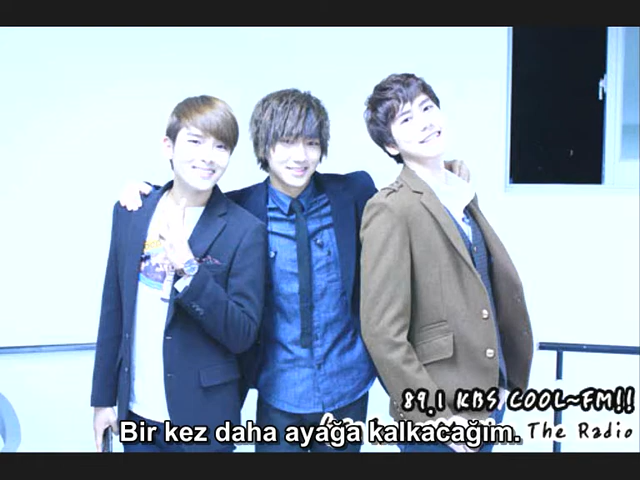 89.1 KBS COOL~FM!!
The Radio
Bir kez daha ayağa kalkacağım.